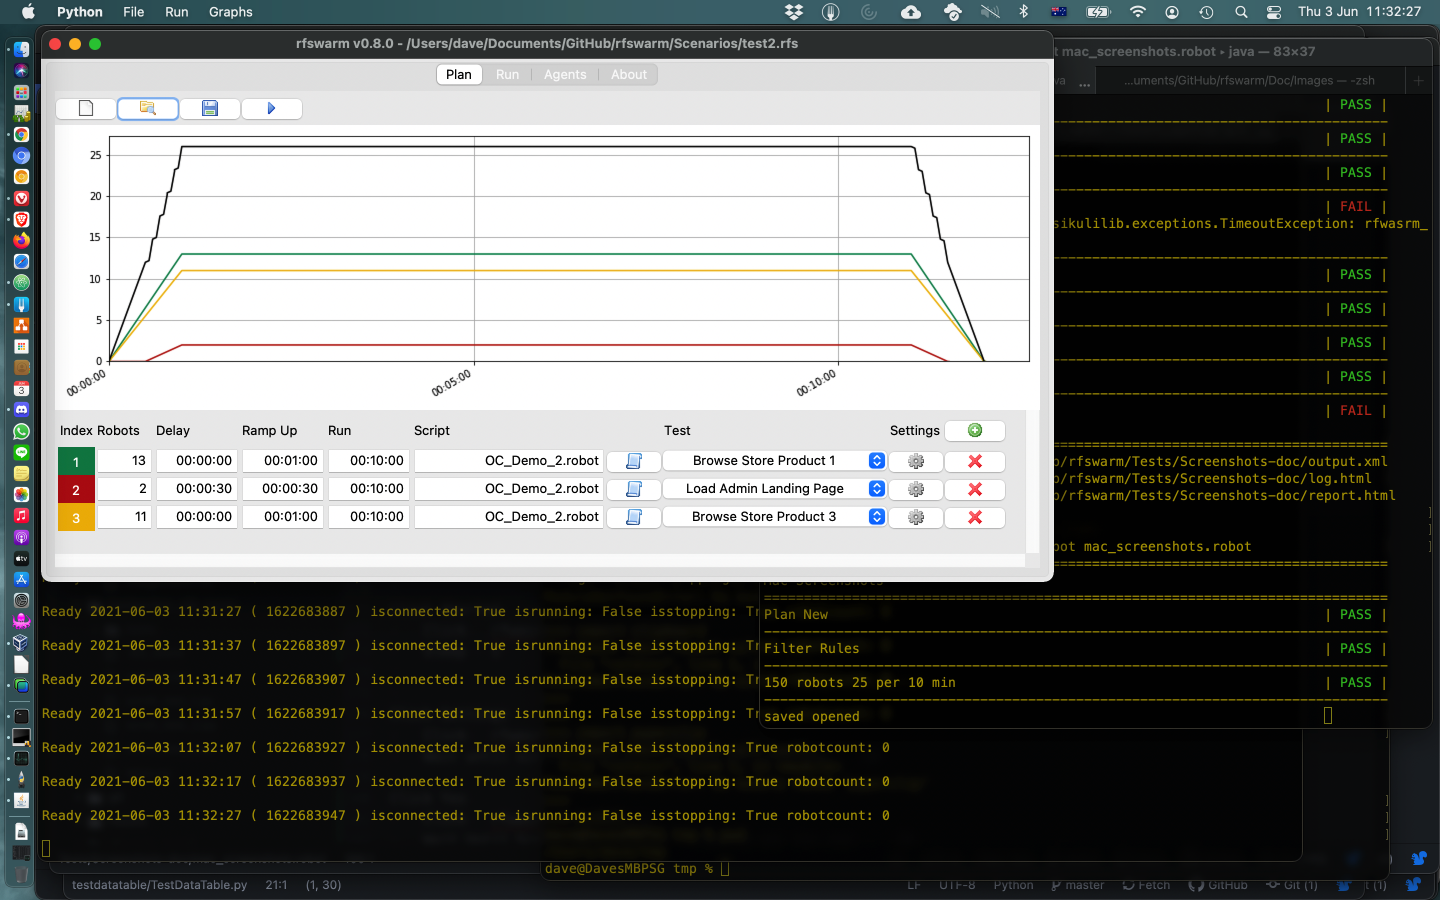 Python File Run Graphs Thu 3 Jun 11:32:27
rfswarm v0.8.0 - /Users/dave/Documents/GitHub/rfswarm/Scenarios/test2.rfs
Plan Run Agents About
25
20
15
10
5
0
00:00:00 00:05:00 00:10:00
Index Robots Delay Ramp Up Run Script Test Settings
1 13 00:00:00 00:01:00 00:10:00 OC_Demo_2.robot Browse Store Product 1
2 2 00:00:30 00:00:30 00:10:00 OC_Demo_2.robot Load Admin Landing Page
3 11 00:00:00 00:01:00 00:10:00 OC_Demo_2.robot Browse Store Product 3
t mac_screenshots.robot ▸ java — 83×37
va ... ...uments/GitHub/rfswarm/Doc/Images — -zsh
| PASS |
| PASS |
| PASS |
| FAIL |
sikulilib.exceptions.TimeoutException: rfwasrm_
| PASS |
| PASS |
| PASS |
| PASS |
| FAIL |
o/rfswarm/Tests/Screenshots-doc/output.xml
o/rfswarm/Tests/Screenshots-doc/log.html
o/rfswarm/Tests/Screenshots-doc/report.html
bot mac_screenshots.robot
Plan New | PASS |
Filter Rules | PASS |
150 robots 25 per 10 min | PASS |
saved opened
Ready 2021-06-03 11:31:27 ( 1622683887 ) isconnected: True isrunning: False isstopping: Tr
Ready 2021-06-03 11:31:37 ( 1622683897 ) isconnected: True isrunning: False isstopping: Tr
Ready 2021-06-03 11:31:47 ( 1622683907 ) isconnected: True isrunning: False isstopping: Tr
Ready 2021-06-03 11:31:57 ( 1622683917 ) isconnected: True isrunning: False isstopping: Tr
Ready 2021-06-03 11:32:07 ( 1622683927 ) isconnected: True isrunning: False isstopping: True robotcount: 0
Ready 2021-06-03 11:32:17 ( 1622683937 ) isconnected: True isrunning: False isstopping: True robotcount: 0
Ready 2021-06-03 11:32:27 ( 1622683947 ) isconnected: True isrunning: False isstopping: True robotcount: 0
dave@DavesMBPSG tmp %
testdatatable/TestDataTable.py 21:1 (1, 30) LF UTF-8 Python master Fetch GitHub Git (1) t (1)